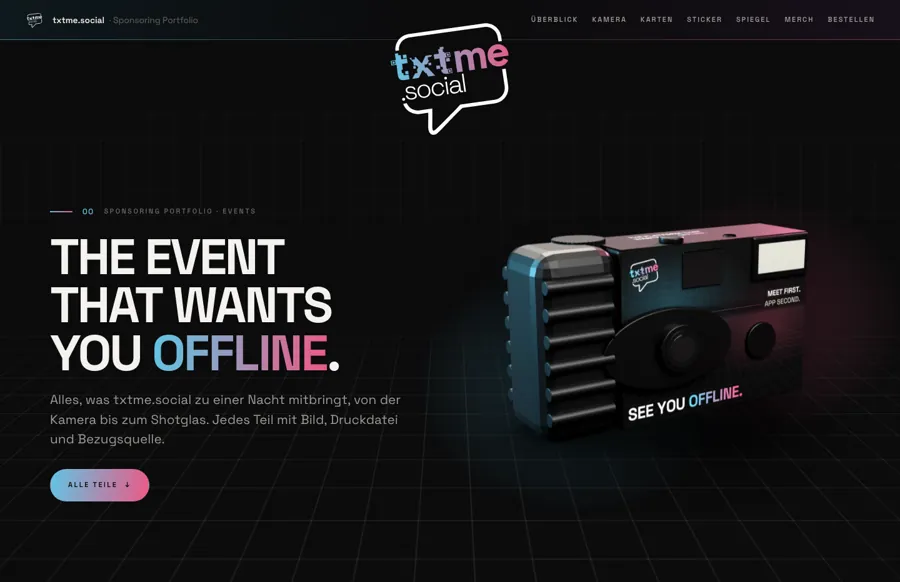 txtme.social · Sponsoring Portfolio
ÜBERBLICK KAMERA KARTEN STICKER SPIEGEL MERCH BESTELLEN
txtme
.social
00 SPONSORING PORTFOLIO · EVENTS
THE EVENT
THAT WANTS
YOU OFFLINE.
Alles, was txtme.social zu einer Nacht mitbringt, von der
Kamera bis zum Shotglas. Jedes Teil mit Bild, Druckdatei
und Bezugsquelle.
ALLE TEILE ↓
txtme
.social
MEET FIRST.
APP SECOND.
SEE YOU OFFLINE.